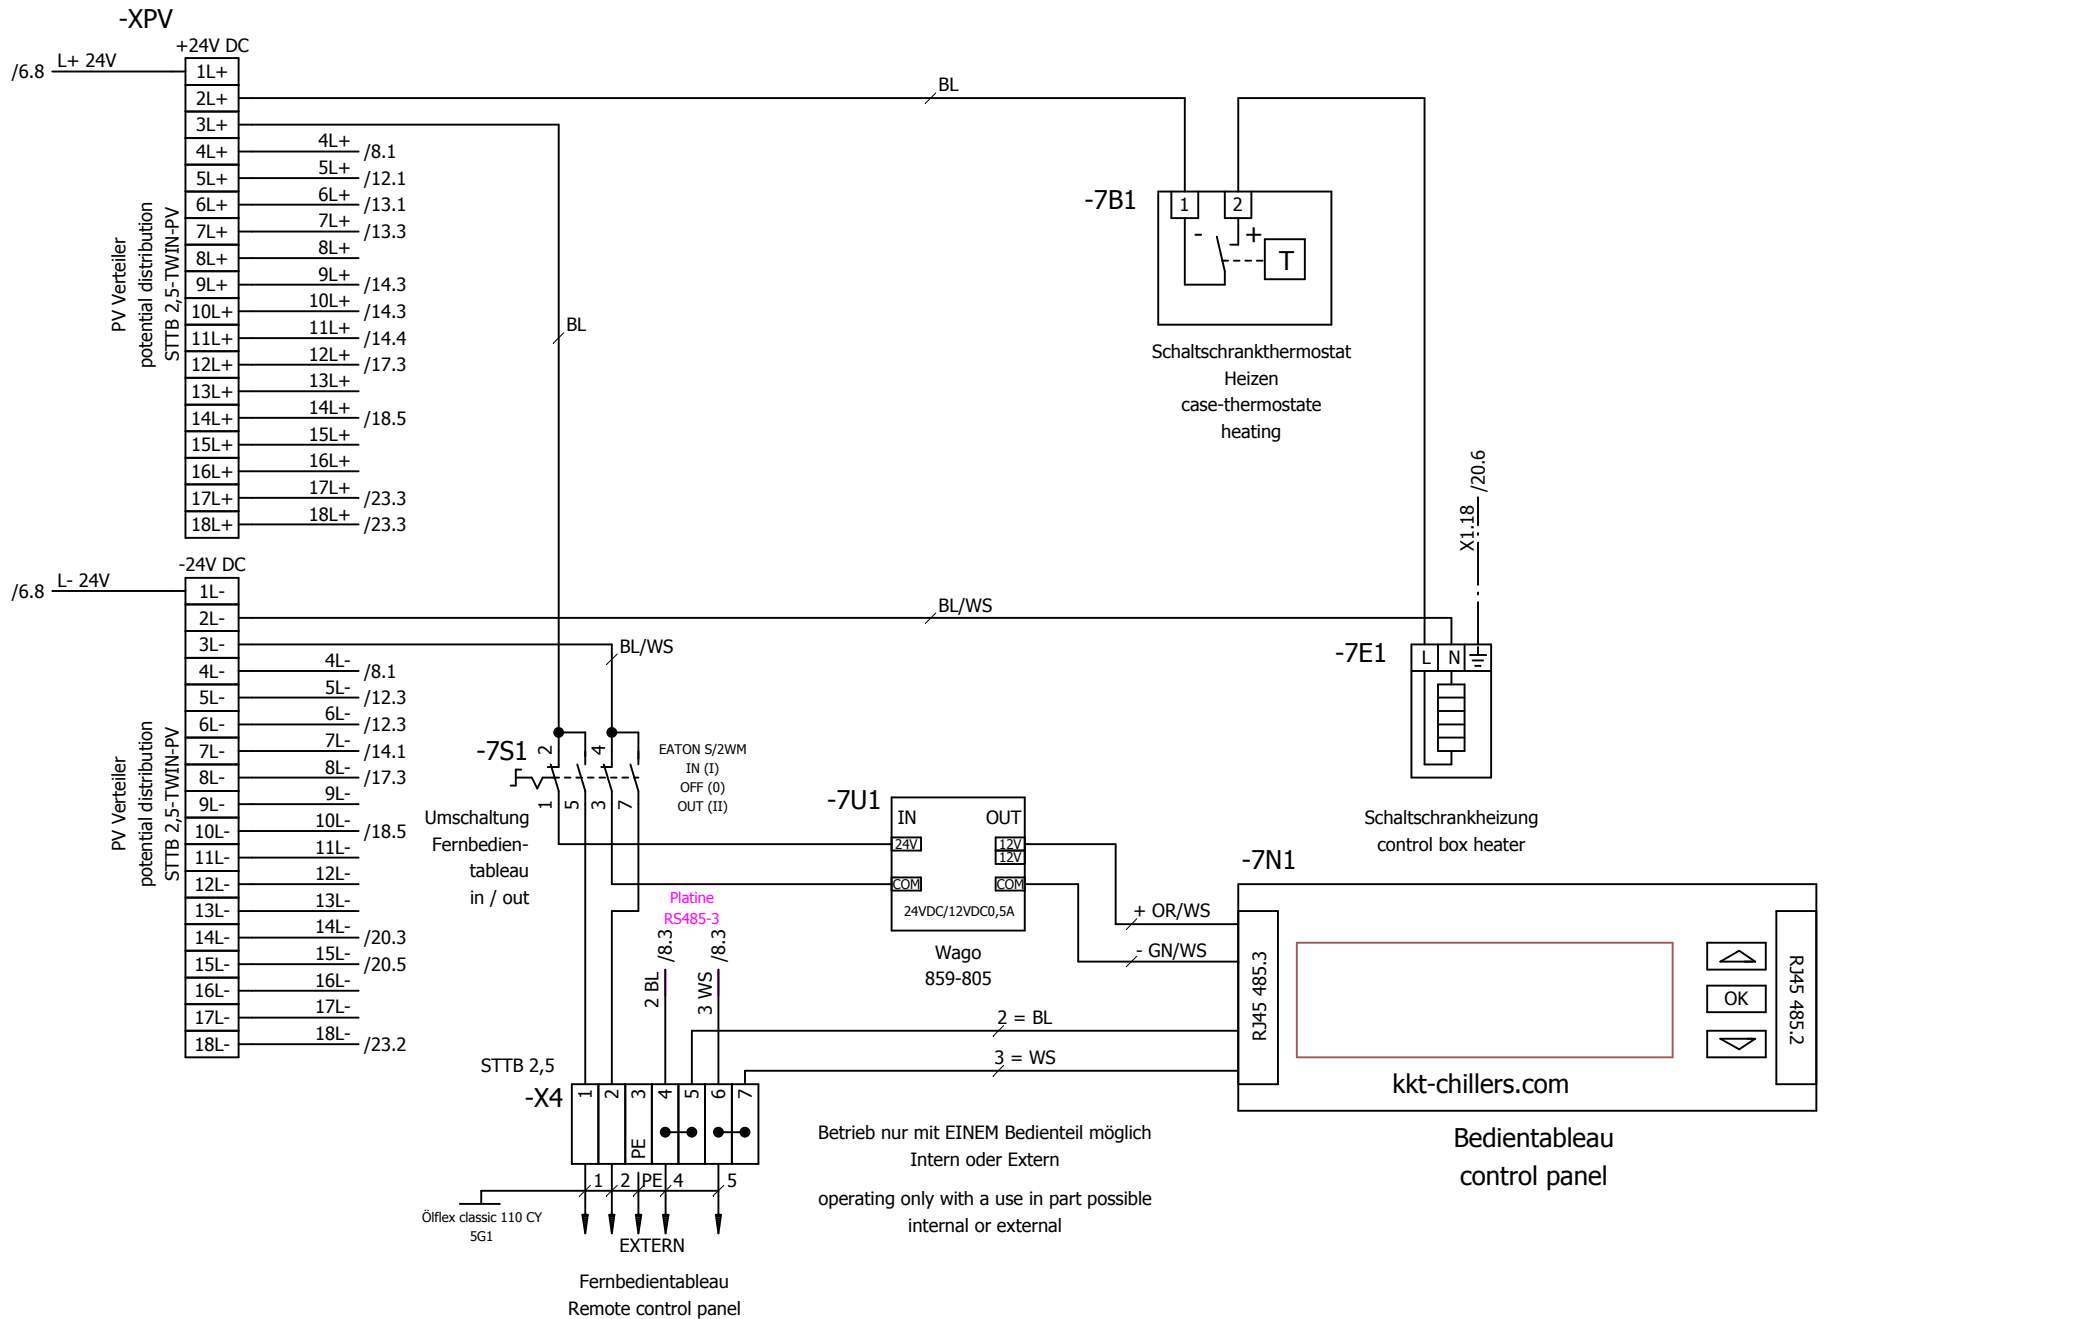 -XPV
+24V DC
/6.8 L+ 24V
1L+
2L+
3L+
4L+ 4L+ /8.1
5L+ 5L+ /12.1
6L+ 6L+ /13.1
7L+ 7L+ /13.3
8L+ 8L+
9L+ 9L+ /14.3
10L+ 10L+ /14.3
11L+ 11L+ /14.4
12L+ 12L+ /17.3
13L+ 13L+
14L+ 14L+ /18.5
15L+ 15L+
16L+ 16L+
17L+ 17L+ /23.3
18L+ 18L+ /23.3
PV Verteiler
potential distribution
STTB 2,5-TWIN-PV
BL
BL
-7B1
1 2
- +
T
Schaltschrankthermostat
Heizen
case-thermostate
heating
-24V DC
/6.8 L- 24V
1L-
2L-
3L-
4L- 4L- /8.1
5L- 5L- /12.3
6L- 6L- /12.3
7L- 7L- /14.1
8L- 8L- /17.3
9L- 9L-
10L- 10L- /18.5
11L- 11L-
12L- 12L-
13L- 13L-
14L- 14L- /20.3
15L- 15L- /20.5
16L- 16L-
17L- 17L-
18L- 18L- /23.2
PV Verteiler
potential distribution
STTB 2,5-TWIN-PV
BL/WS
BL/WS
X1.18 /20.6
-7E1
L N
Schaltschrankheizung
control box heater
-7S1
2 4
1 5 3 7
EATON S/2WM
IN (I)
OFF (0)
OUT (II)
Umschaltung
Fernbedien-
tableau
in / out
-7U1
IN OUT
24V 12V
12V
COM COM
24VDC/12VDC0,5A
Wago
859-805
Platine
RS485-3
2 BL /8.3
3 WS /8.3
+ OR/WS
- GN/WS
2 = BL
3 = WS
-7N1
RJ45 485.3
OK
RJ45 485.2
kkt-chillers.com
Bedientableau
control panel
STTB 2,5
-X4
1 2 3 4 5 6 7
PE
1 2 PE 4 5
Ölflex classic 110 CY
5G1
EXTERN
Fernbedientableau
Remote control panel
Betrieb nur mit EINEM Bedienteil möglich
Intern oder Extern
operating only with a use in part possible
internal or external